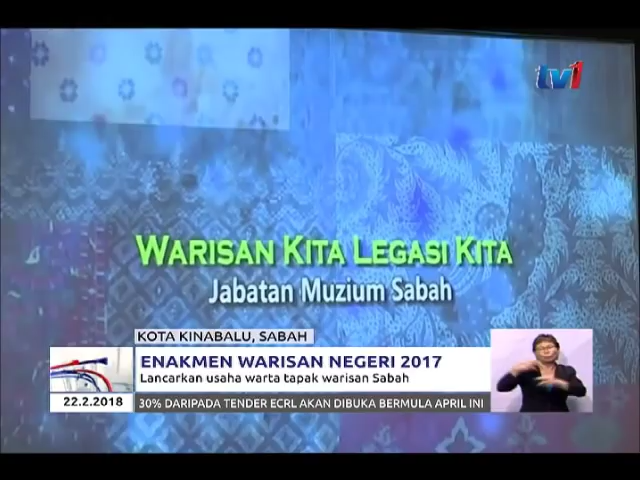 tv1
WARISAN KITA LEGASI KITA
Jabatan Muzium Sabah
KOTA KINABALU, SABAH
ENAKMEN WARISAN NEGERI 2017
Lancarkan usaha warta tapak warisan Sabah
22.2.2018
30% DARIPADA TENDER ECRL AKAN DIBUKA BERMULA APRIL INI